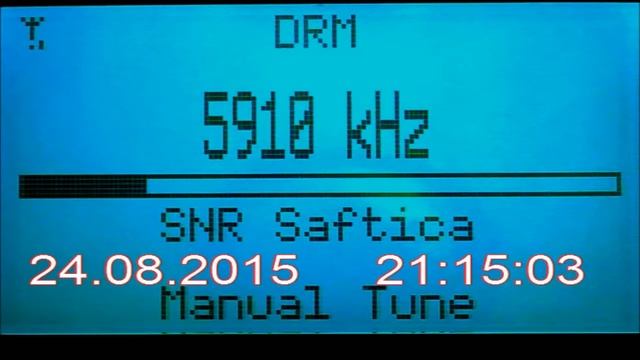 DRM
5910 kHz
SNR Saftica
24.08.2015 21:15:03
Manual Tune